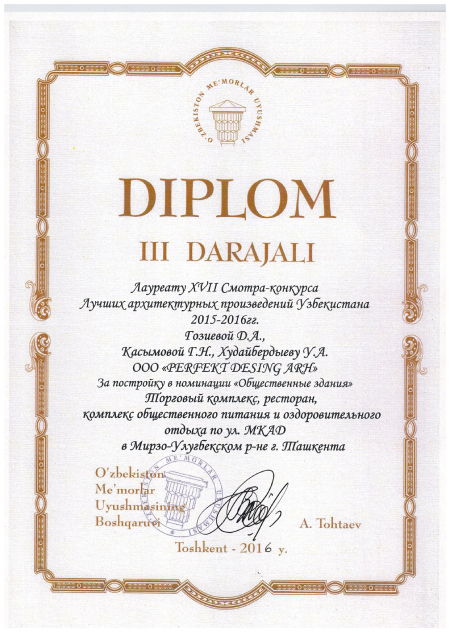 O'ZBEKISTON ME'MORLAR UYUSHMASI
DIPLOM
III DARAJALI
Лауреату XVII Смотра-конкурса
Лучших архитектурных произведений Узбекистана
2015-2016гг.
Гозиевой Д.А.,
Касымовой Г.Н., Худайбердыеву У.А.
ООО «PERFEKT DESING ARH»
За постройку в номинации «Общественные здания»
Торговый комплекс, ресторан,
комплекс общественного питания и оздоровительного
отдыха по ул. МКАД
в Мирзо-Улугбекском р-не г. Ташкента
O'zbekiston
Me'morlar
Uyushmasining
Boshqaruvi
A. Tohtaev
Toshkent - 2016 y.